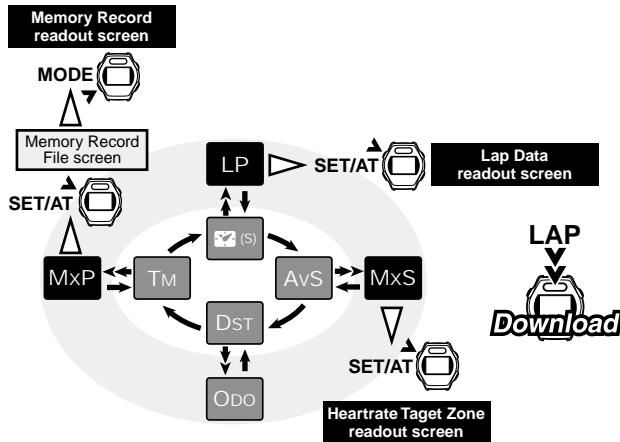 Memory Record
readout screen
MODE
Memory Record
File screen
SET/AT
LP
SET/AT
Lap Data
readout screen
(S)
MXP
TM
AVS
MXS
LAP
Download
DST
SET/AT
ODO
Heartrate Taget Zone
readout screen